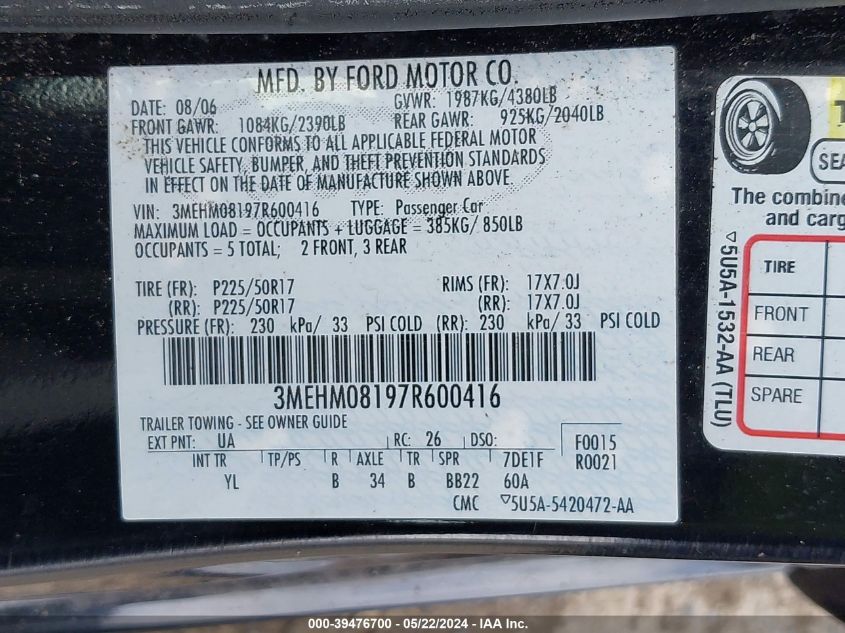 MFD. BY FORD MOTOR CO.
DATE: 08/06 GVWR: 1987KG/4380LB
FRONT GAWR: 1084KG/2390LB REAR GAWR: 925KG/2040LB
THIS VEHICLE CONFORMS TO ALL APPLICABLE FEDERAL MOTOR
VEHICLE SAFETY, BUMPER, AND THEFT PREVENTION STANDARDS
IN EFFECT ON THE DATE OF MANUFACTURE SHOWN ABOVE.
VIN: 3MEHM08197R600416 TYPE: Passenger Car
MAXIMUM LOAD = OCCUPANTS + LUGGAGE = 385KG/ 850LB
OCCUPANTS = 5 TOTAL; 2 FRONT, 3 REAR
TIRE (FR): P225/50R17 RIMS (FR): 17X7.0J
(RR): P225/50R17 (RR): 17X7.0J
PRESSURE (FR): 230 kPa/ 33 PSI COLD (RR): 230 kPa/ 33 PSI COLD
3MEHM08197R600416
TRAILER TOWING - SEE OWNER GUIDE
EXT PNT: UA RC: 26 DSO: F0015
INT TR TP/PS R AXLE TR SPR 7DE1F R0021
YL B 34 B BB22 60A
CMC ▽5U5A-5420472-AA
T
SEA
The combine
and carg
TIRE
FRONT
REAR
SPARE
▽5U5A-1532-AA (TLU)
000-39476700 - 05/22/2024 - IAA Inc.